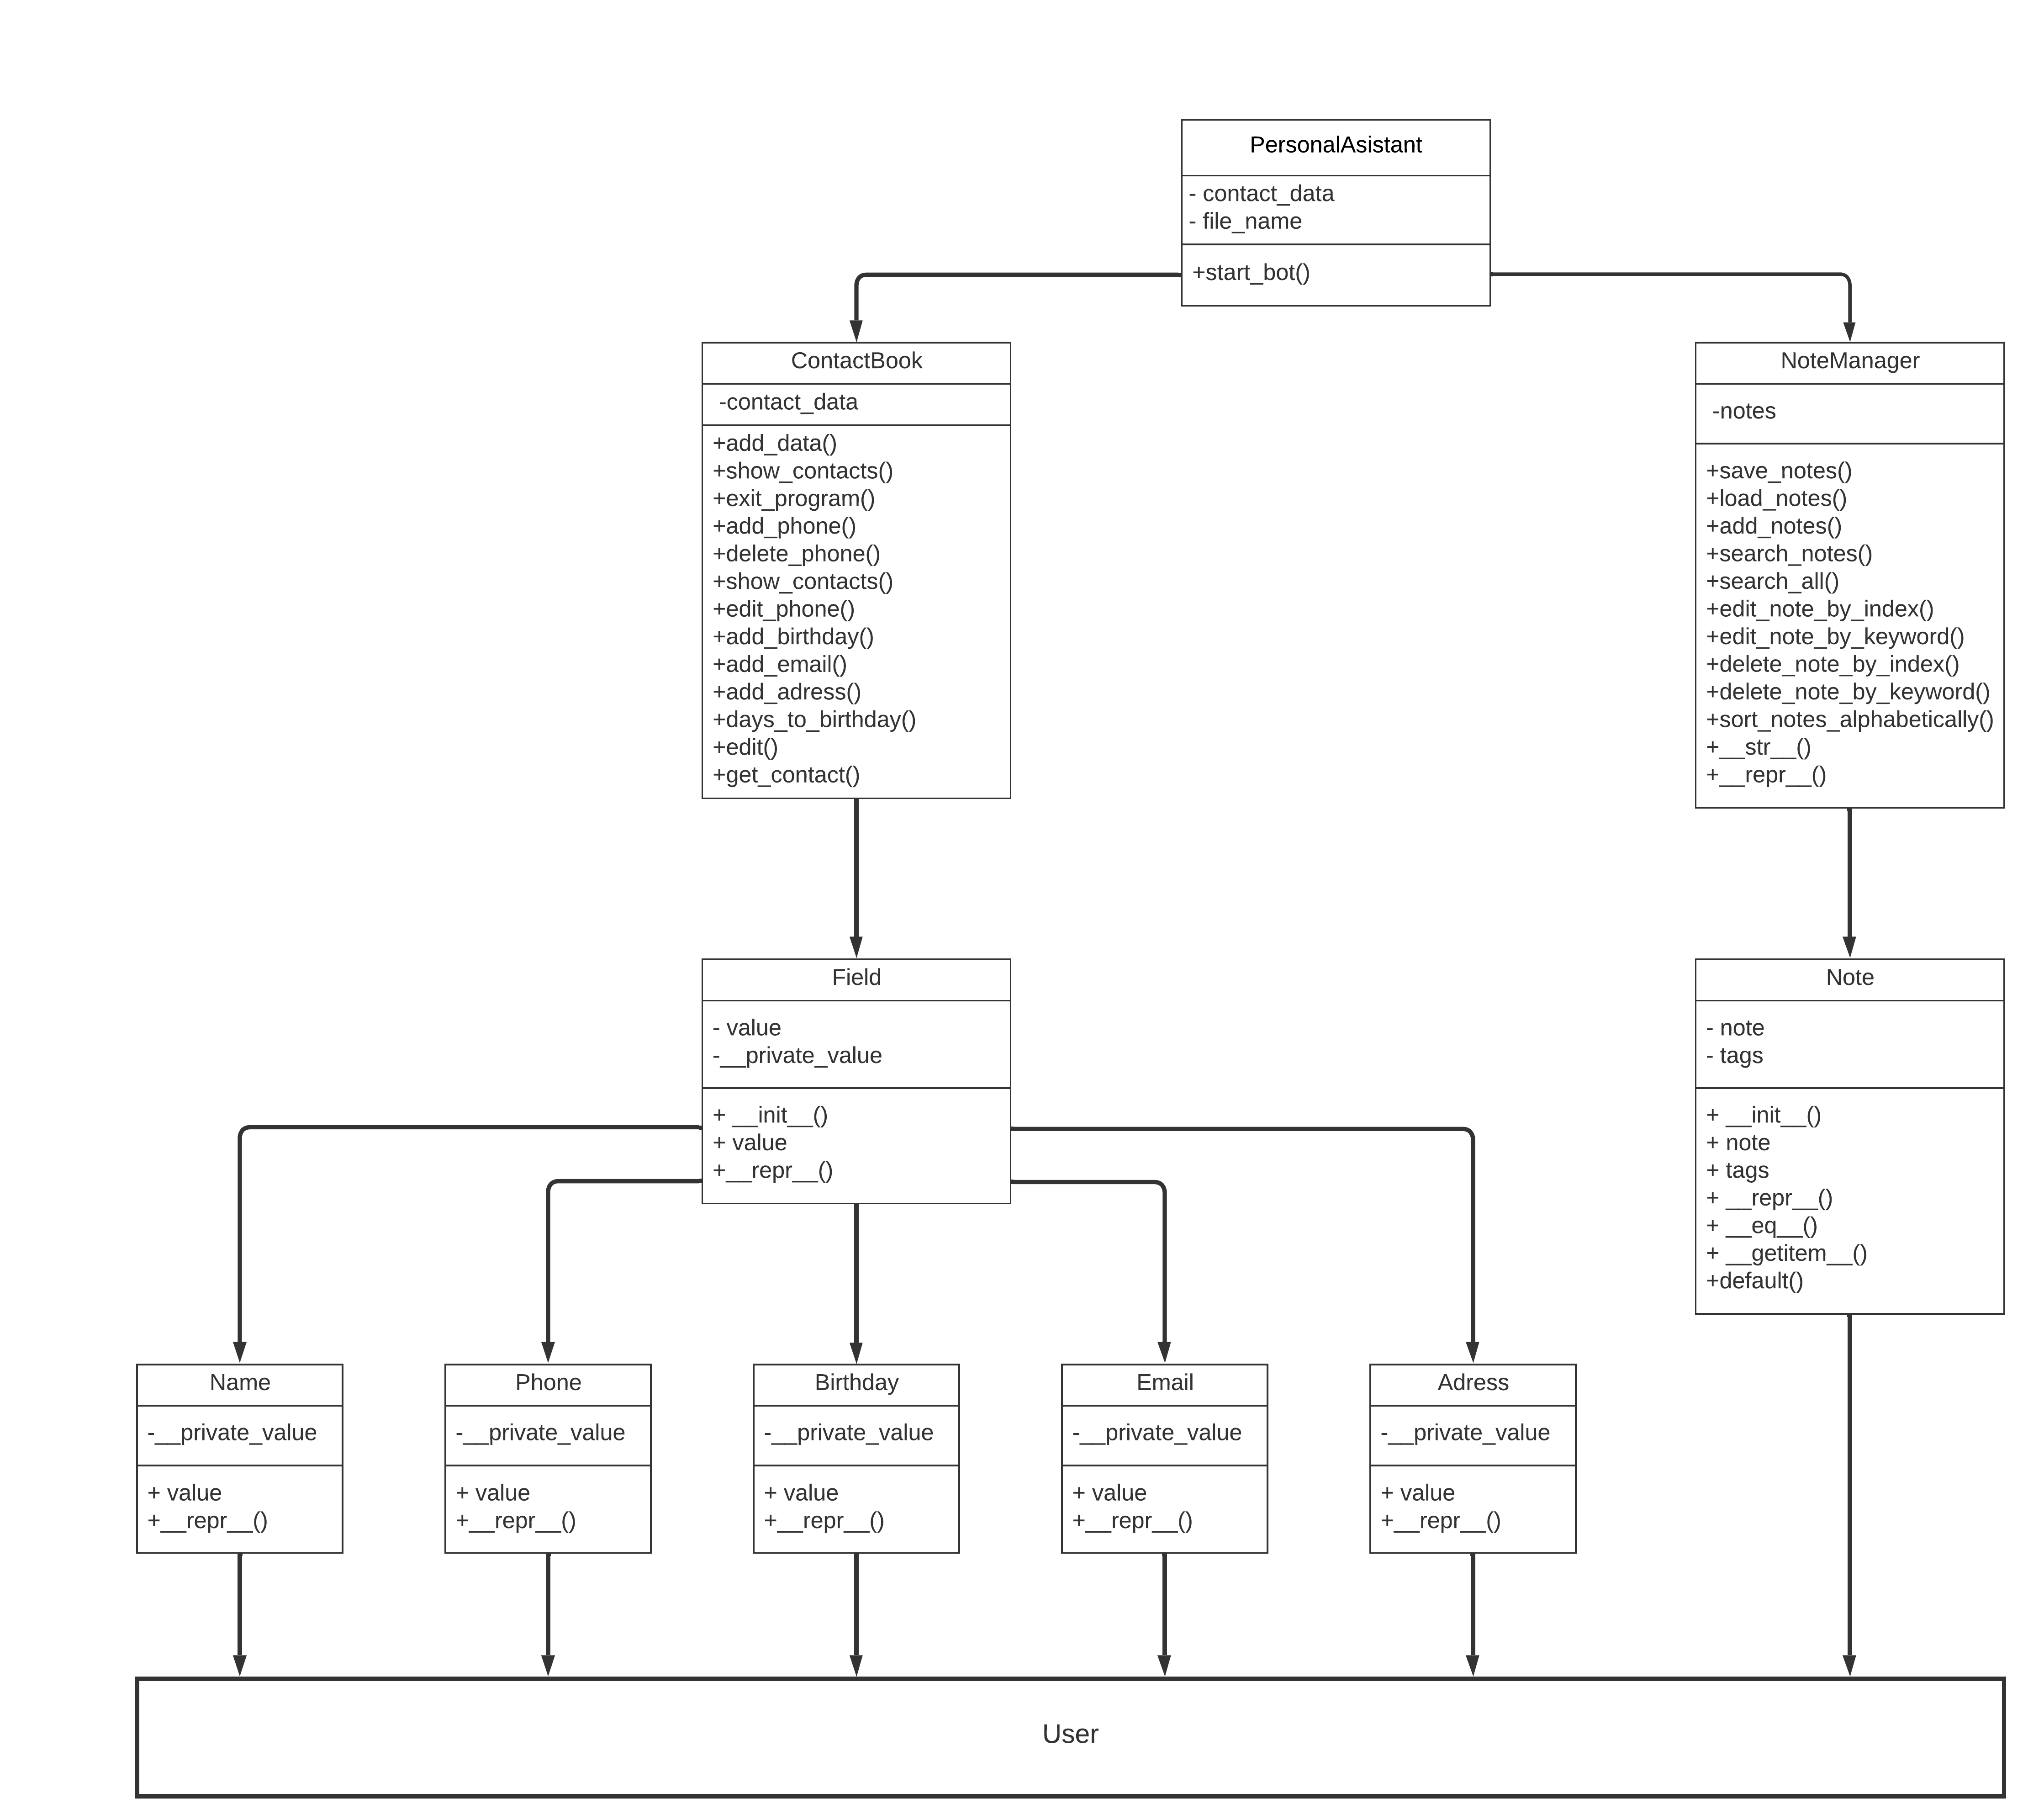 PersonalAsistant
- contact_data
- file_name
+start_bot()
ContactBook
-contact_data
+add_data()
+show_contacts()
+exit_program()
+add_phone()
+delete_phone()
+show_contacts()
+edit_phone()
+add_birthday()
+add_email()
+add_adress()
+days_to_birthday()
+edit()
+get_contact()
NoteManager
-notes
+save_notes()
+load_notes()
+add_notes()
+search_notes()
+search_all()
+edit_note_by_index()
+edit_note_by_keyword()
+delete_note_by_index()
+delete_note_by_keyword()
+sort_notes_alphabetically()
+__str__()
+__repr__()
Field
- value
-__private_value
+ __init__()
+ value
+__repr__()
Note
- note
- tags
+ __init__()
+ note
+ tags
+ __repr__()
+ __eq__()
+ __getitem__()
+default()
Name
-__private_value
+ value
+__repr__()
Phone
-__private_value
+ value
+__repr__()
Birthday
-__private_value
+ value
+__repr__()
Email
-__private_value
+ value
+__repr__()
Adress
-__private_value
+ value
+__repr__()
User